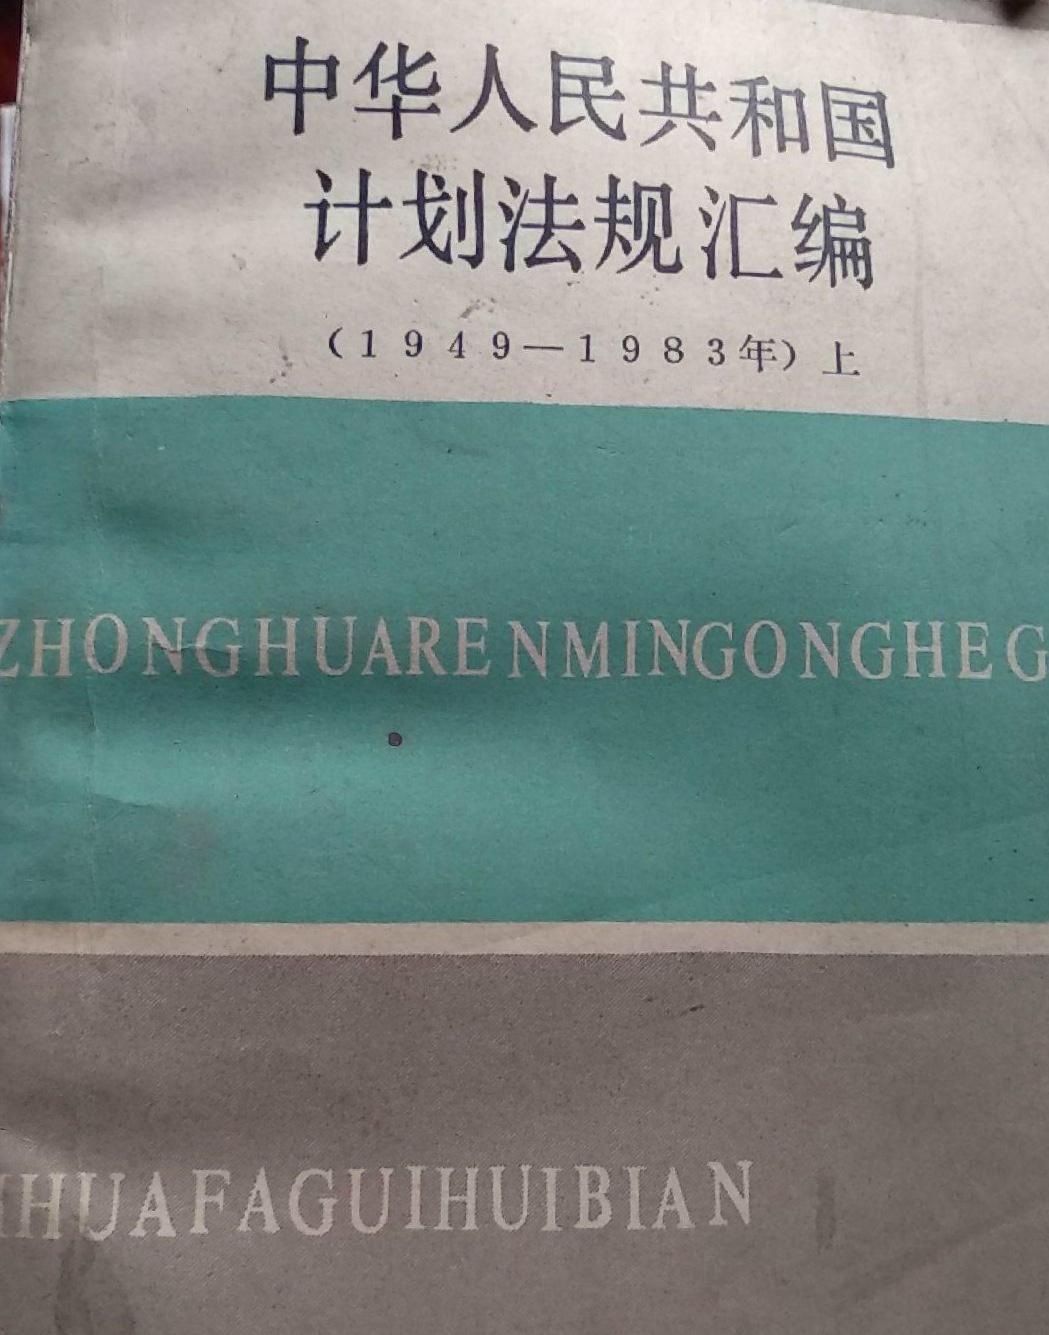 中华人民共和国
计划法规汇编
（1949—1983年）上
ZHONGHUARENMINGONGHEG
IHUAFAGUIHUIBIAN